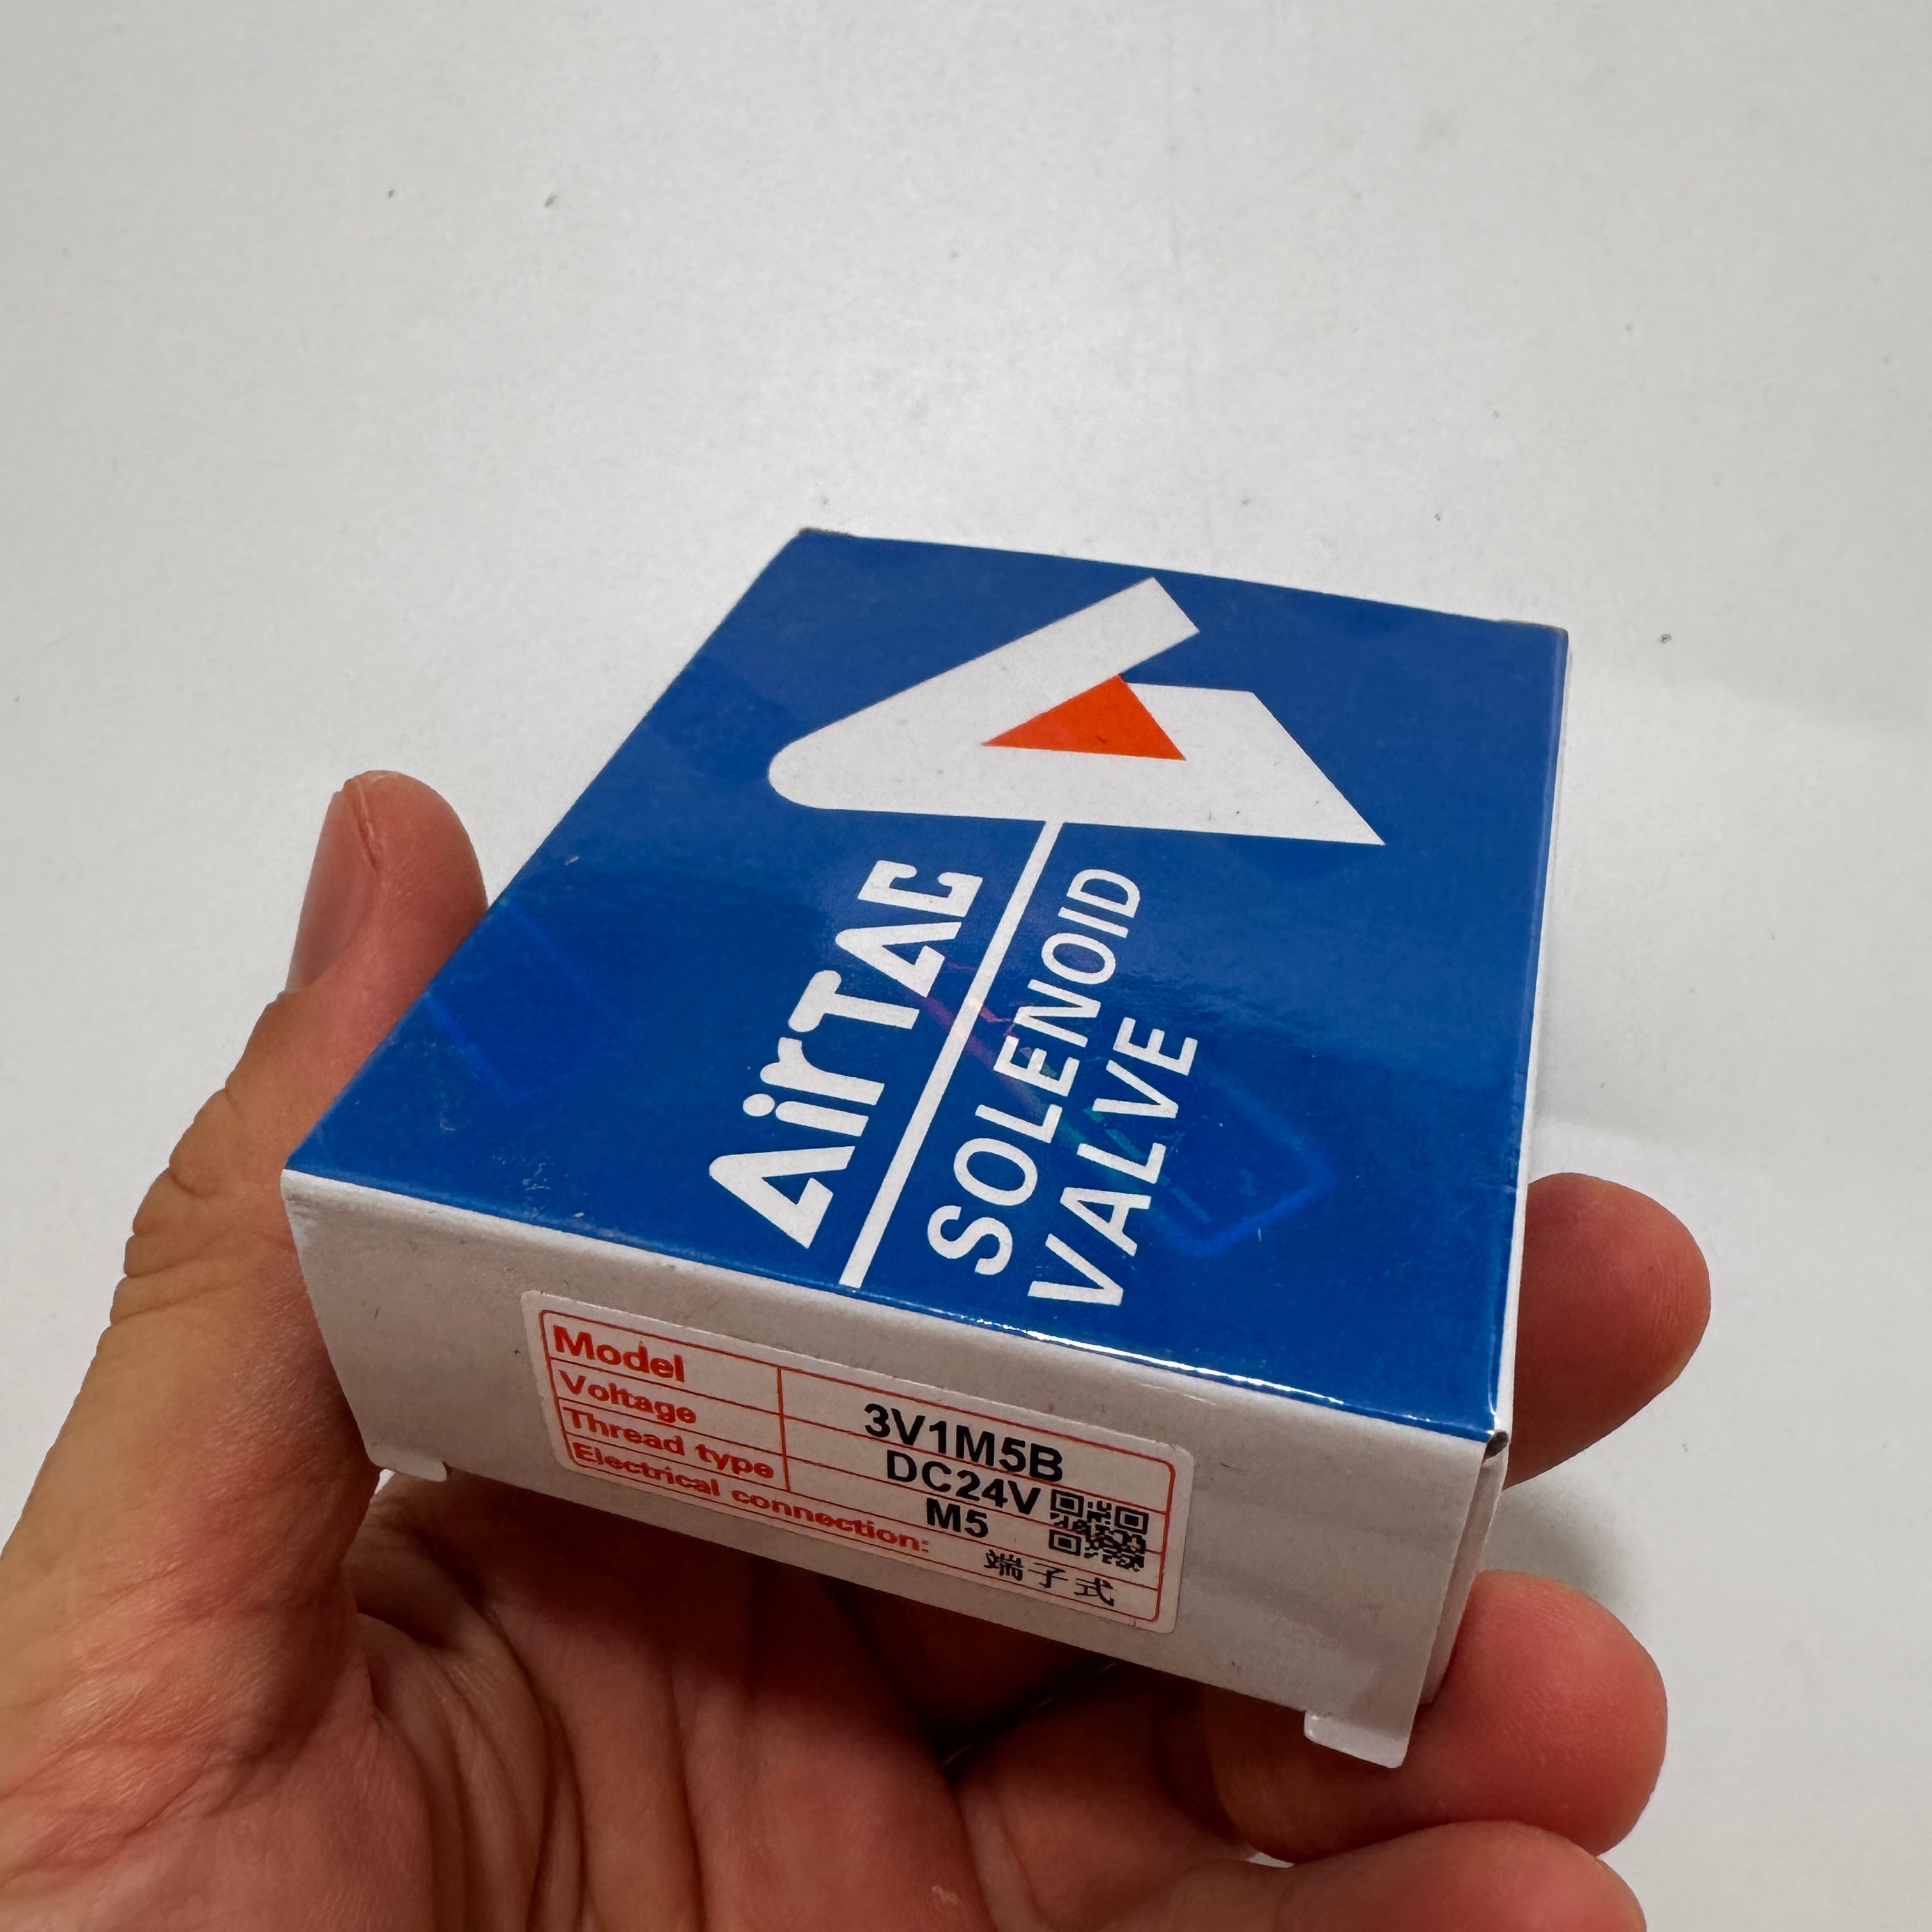 AirTAC
SOLENOID
VALVE
Model 3V1M5B
Voltage DC24V
Thread type M5
Electrical connection: 端子式